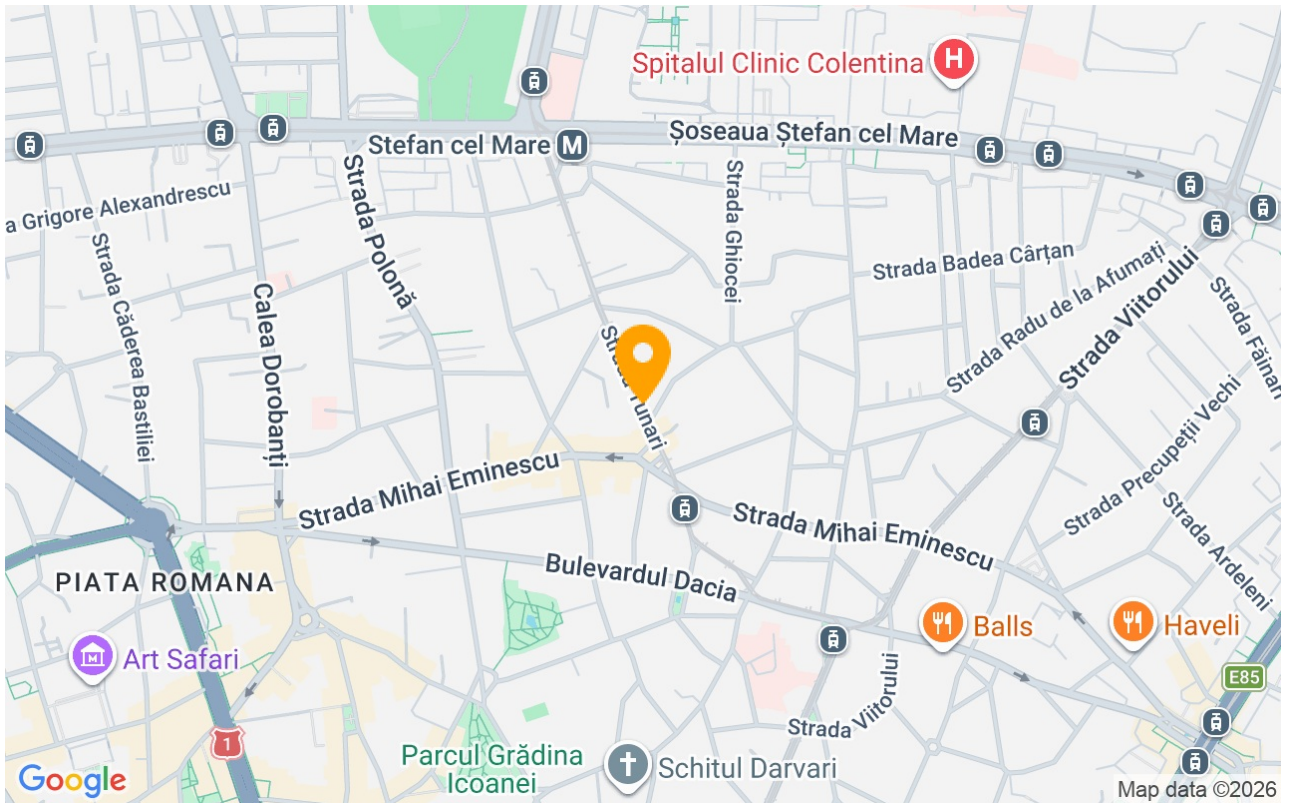 Spitalul Clinic Colentina
H
Ștefan cel Mare
M
Șoseaua Ștefan cel Mare
a Grigore Alexandrescu
Strada Polonă
Strada Ghiocei
Strada Căderea Bastiliei
Calea Dorobanți
Strada Badea Cârțan
Strada Radu de la Afumați
Strada Viitorului
Strada Făinari
Strada Precupeții Vechi
Strada Ardeleni
Strada Mihai Eminescu
Strada Mihai Eminescu
Bulevardul Dacia
PIATA ROMANA
M
Art Safari
Balls
Haveli
E85
1
Strada Viitorului
Parcul Grădina
Icoanei
Schitul Darvari
Google
Map data ©2026